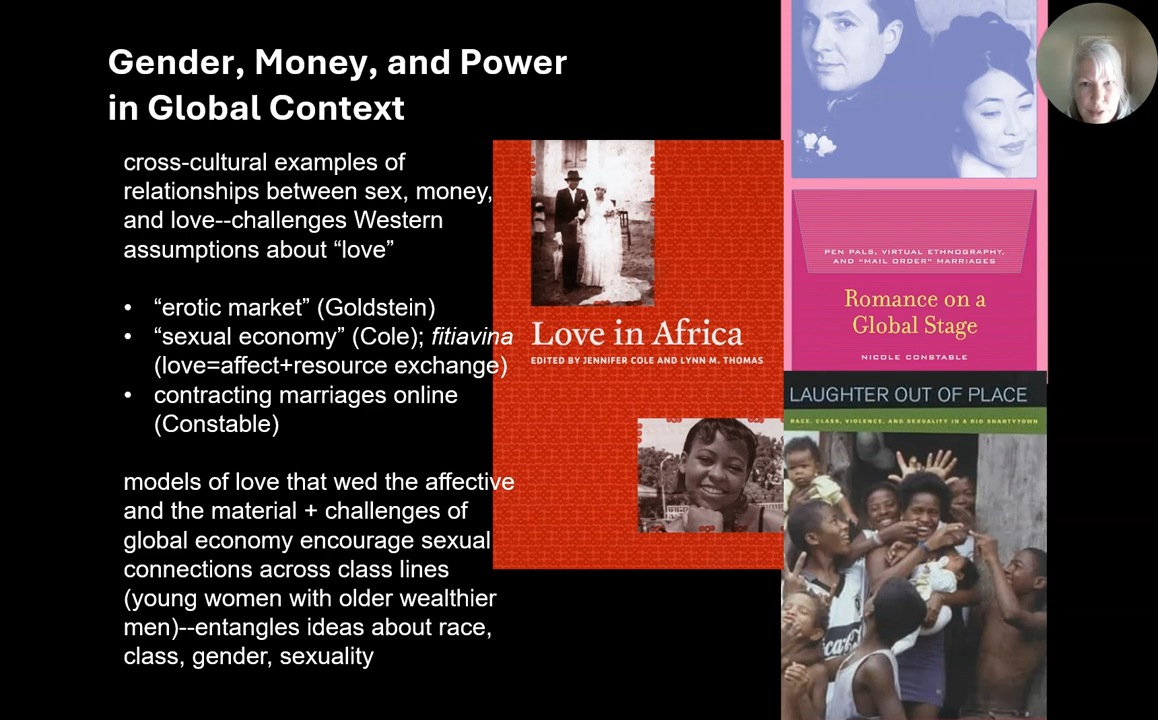 Gender, Money, and Power
in Global Context
cross-cultural examples of
relationships between sex, money,
and love--challenges Western
assumptions about “love”
• “erotic market” (Goldstein)
• “sexual economy” (Cole); fitiavina
(love=affect+resource exchange)
• contracting marriages online
(Constable)
models of love that wed the affective
and the material + challenges of
global economy encourage sexual
connections across class lines
(young women with older wealthier
men)--entangles ideas about race,
class, gender, sexuality
Love in Africa
EDITED BY JENNIFER COLE AND LYNN M. THOMAS
PEN PALS, VIRTUAL ETHNOGRAPHY,
AND “MAIL ORDER” MARRIAGES
Romance on a
Global Stage
NICOLE CONSTABLE
LAUGHTER OUT OF PLACE
RACE, CLASS, VIOLENCE, AND SEXUALITY IN A RIO SHANTYTOWN